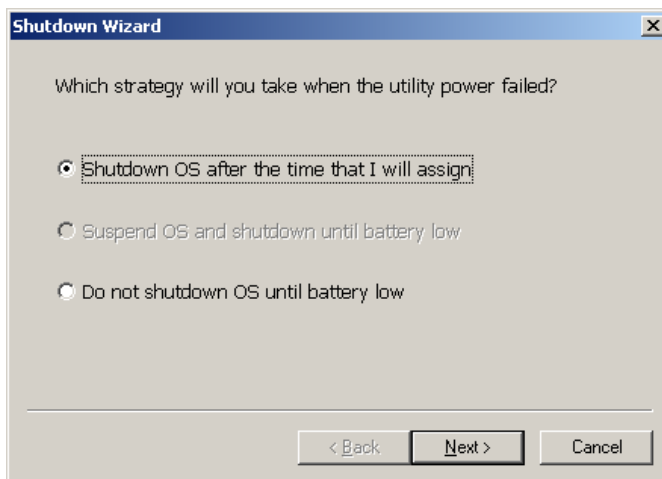 Shutdown Wizard
Which strategy will you take when the utility power failed?
Shutdown OS after the time that I will assign
Suspend OS and shutdown until battery low
Do not shutdown OS until battery low
< Back Next > Cancel